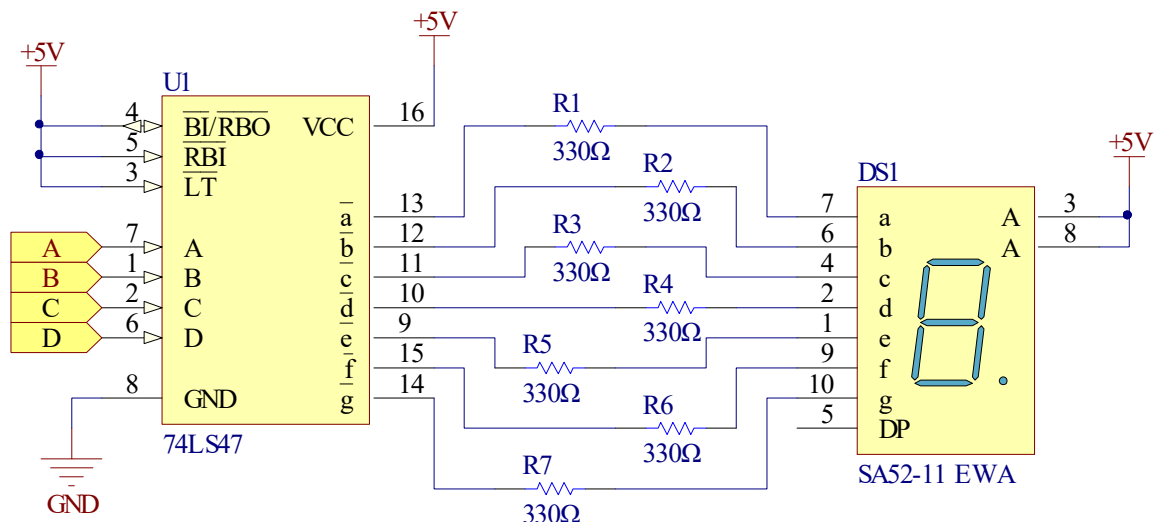 +5V
+5V
U1
4 BI/RBO VCC 16
5 RBI
3 LT
A 7 A
B 1 B
C 2 C
D 6 D
8 GND
GND
74LS47
a 13
b 12
c 11
d 10
e 9
f 15
g 14
R1
330Ω
R2
330Ω
R3
330Ω
R4
330Ω
R5
330Ω
R6
330Ω
R7
330Ω
+5V
DS1
7 a A 3
6 b A 8
4 c
2 d
1 e
9 f
10 g
5 DP
SA52-11 EWA